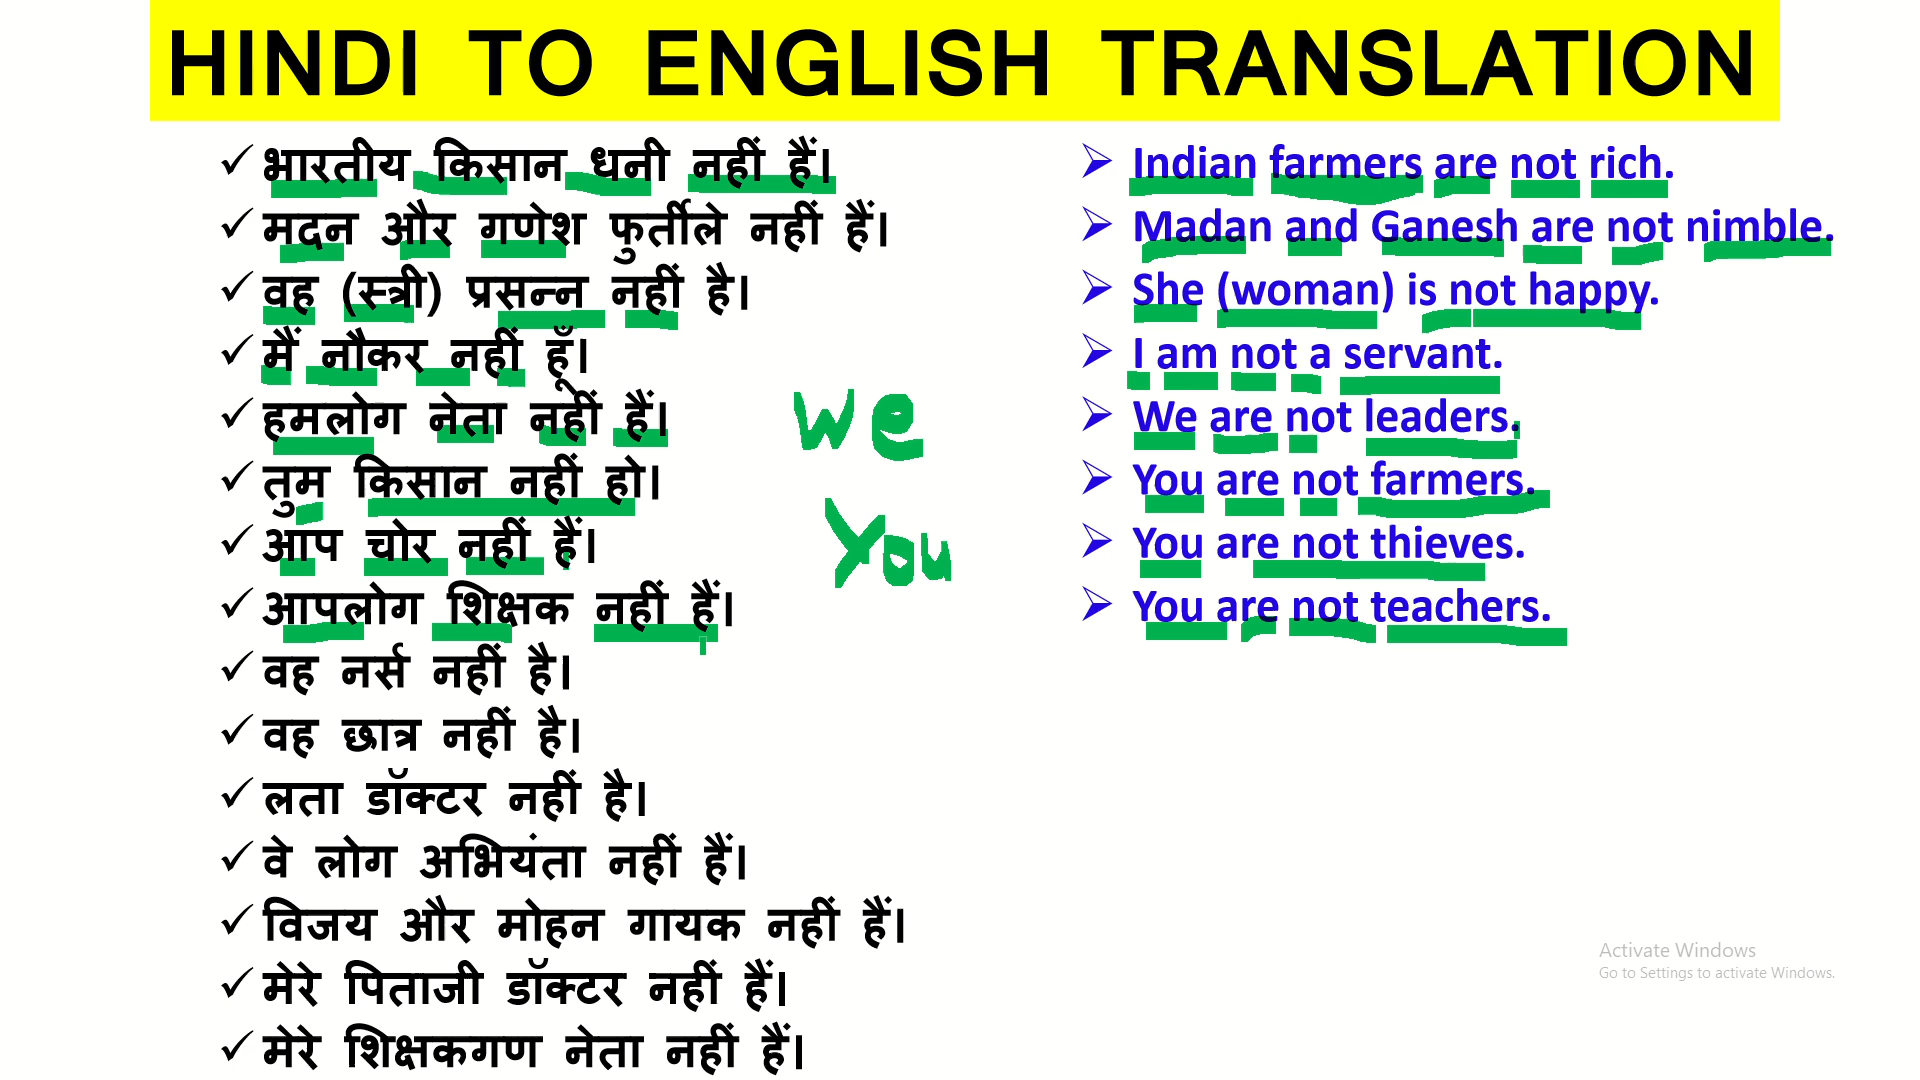 HINDI TO ENGLISH TRANSLATION
भारतीय किसान धनी नहीं हैं।
मदन और गणेश फुर्तीले नहीं हैं।
वह (स्त्री) प्रसन्न नहीं है।
मैं नौकर नहीं हूँ।
हमलोग नेता नहीं हैं।
तुम किसान नहीं हो।
आप चोर नहीं हैं।
आपलोग शिक्षक नहीं हैं।
वह नर्स नहीं है।
वह छात्र नहीं है।
लता डॉक्टर नहीं है।
वे लोग अभियंता नहीं हैं।
विजय और मोहन गायक नहीं हैं।
मेरे पिताजी डॉक्टर नहीं हैं।
मेरे शिक्षकगण नेता नहीं हैं।
we
You
Indian farmers are not rich.
Madan and Ganesh are not nimble.
She (woman) is not happy.
I am not a servant.
We are not leaders.
You are not farmers.
You are not thieves.
You are not teachers.
Activate Windows
Go to Settings to activate Windows.